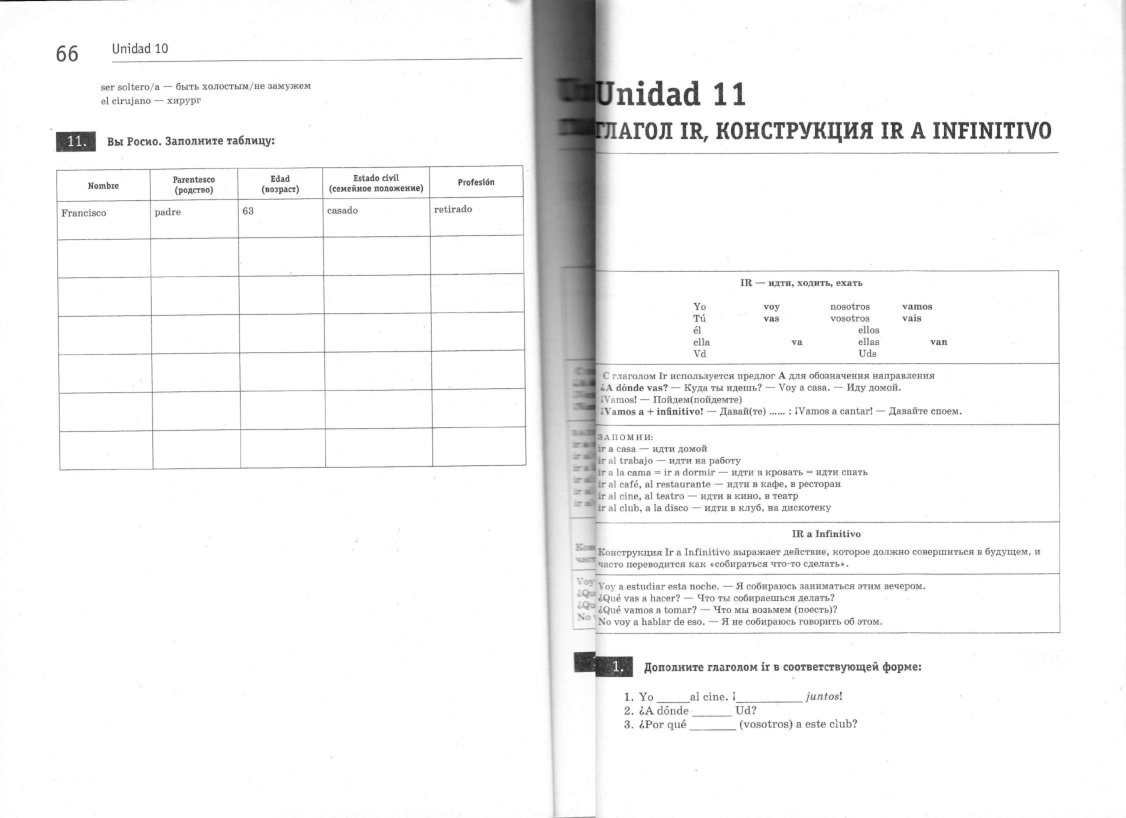 66 Unidad 10
ser soltero/a — быть холостым/не замужем
el cirujano — хирург
11. Вы Росио. Заполните таблицу:
Nombre Parentesco (родство) Edad (возраст) Estado civil (семейное положение) Profesión
Francisco padre 63 casado retirado
Unidad 11
ГЛАГОЛ IR, КОНСТРУКЦИЯ IR A INFINITIVO
IR — идти, ходить, ехать
Yo voy nosotros vamos
Tú vas vosotros vais
él ellos
ella va ellas van
Vd Uds
С глаголом Ir используется предлог А для обозначения направления
¿A dónde vas? — Куда ты идешь? — Voy a casa. — Иду домой.
¡Vamos! — Пойдем(пойдемте)
¡Vamos a + infinitivo! — Давай(те) ...... : ¡Vamos a cantar! — Давайте споем.
ЗАПОМНИ:
ir a casa — идти домой
ir al trabajo — идти на работу
ir a la cama = ir a dormir — идти в кровать = идти спать
ir al café, al restaurante — идти в кафе, в ресторан
ir al cine, al teatro — идти в кино, в театр
ir al club, a la disco — идти в клуб, на дискотеку
IR a Infinitivo
Конструкция Ir a Infinitivo выражает действие, которое должно совершиться в будущем, и
часто переводится как «собираться что-то сделать».
Voy a estudiar esta noche. — Я собираюсь заниматься этим вечером.
¿Qué vas a hacer? — Что ты собираешься делать?
¿Qué vamos a tomar? — Что мы возьмем (поесть)?
No voy a hablar de eso. — Я не собираюсь говорить об этом.
1. Дополните глаголом ir в соответствующей форме:
1. Yo _____al cine. ¡__________ juntos!
2. ¿A dónde ______ Ud?
3. ¿Por qué _______ (vosotros) a este club?